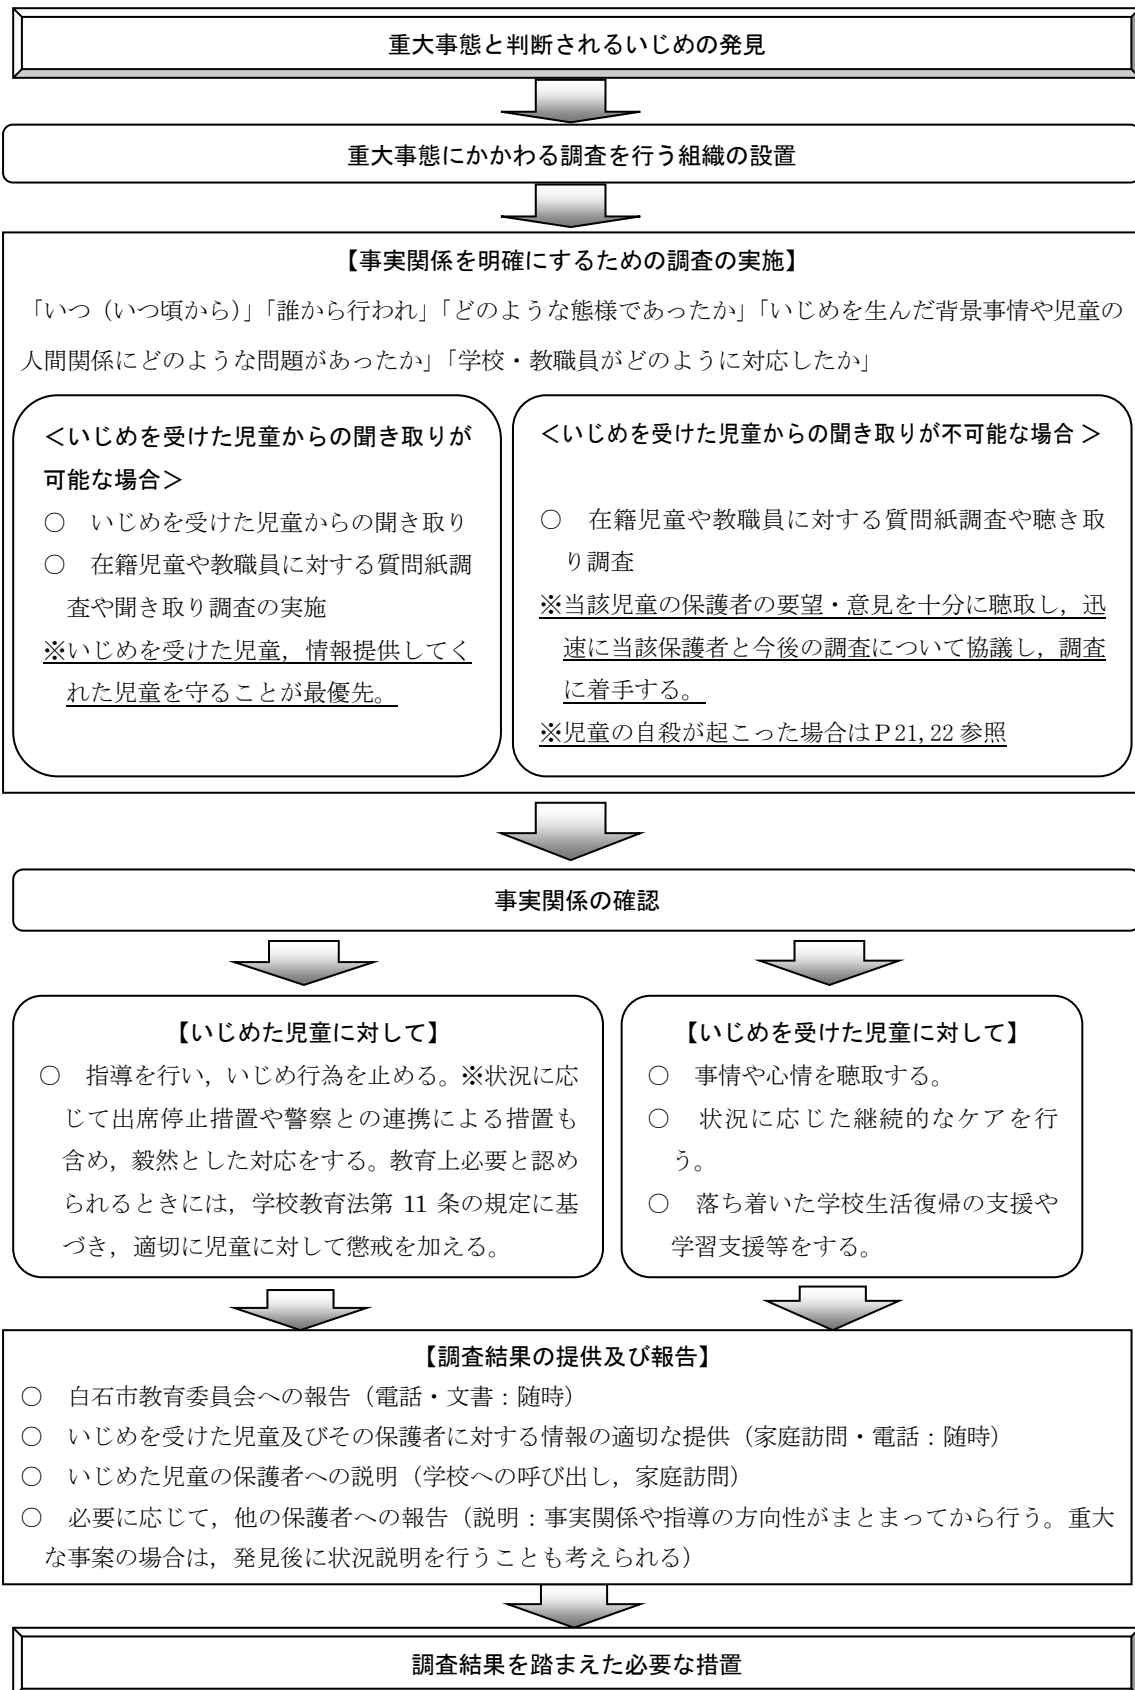 重大事態と判断されるいじめの発見
重大事態にかかわる調査を行う組織の設置
【事実関係を明確にするための調査の実施】
「いつ（いつ頃から）」「誰から行われ」「どのような態様であったか」「いじめを生んだ背景事情や児童の
人間関係にどのような問題があったか」「学校・教職員がどのように対応したか」
＜いじめを受けた児童からの聞き取りが
可能な場合＞
○　いじめを受けた児童からの聞き取り
○　在籍児童や教職員に対する質問紙調
査や聞き取り調査の実施
※いじめを受けた児童，情報提供してく
れた児童を守ることが最優先。
＜いじめを受けた児童からの聞き取りが不可能な場合＞
○　在籍児童や教職員に対する質問紙調査や聴き取
り調査
※当該児童の保護者の要望・意見を十分に聴取し，迅
速に当該保護者と今後の調査について協議し，調査
に着手する。
※児童の自殺が起こった場合はＰ21,22 参照
事実関係の確認
【いじめた児童に対して】
○　指導を行い，いじめ行為を止める。※状況に応
じて出席停止措置や警察との連携による措置も
含め，毅然とした対応をする。教育上必要と認め
られるときには，学校教育法第 11 条の規定に基
づき，適切に児童に対して懲戒を加える。
【いじめを受けた児童に対して】
○　事情や心情を聴取する。
○　状況に応じた継続的なケアを行
う。
○　落ち着いた学校生活復帰の支援や
学習支援等をする。
【調査結果の提供及び報告】
○　白石市教育委員会への報告（電話・文書：随時）
○　いじめを受けた児童及びその保護者に対する情報の適切な提供（家庭訪問・電話：随時）
○　いじめた児童の保護者への説明（学校への呼び出し，家庭訪問）
○　必要に応じて，他の保護者への報告（説明：事実関係や指導の方向性がまとまってから行う。重大
な事案の場合は，発見後に状況説明を行うことも考えられる）
調査結果を踏まえた必要な措置